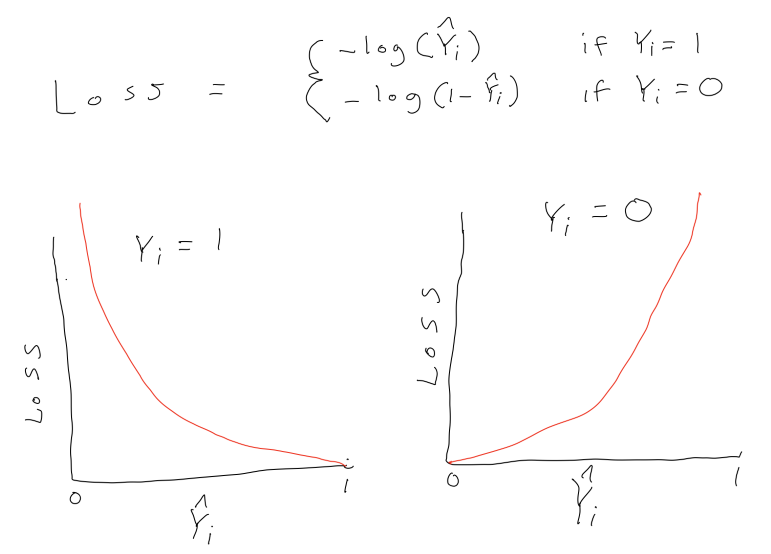 Loss = { -log(Ŷi) if Yi = 1
-log(1-Ŷi) if Yi = 0
Yi = 1
Loss
0
1
Ŷi
Yi = 0
Loss
0
1
Ŷi